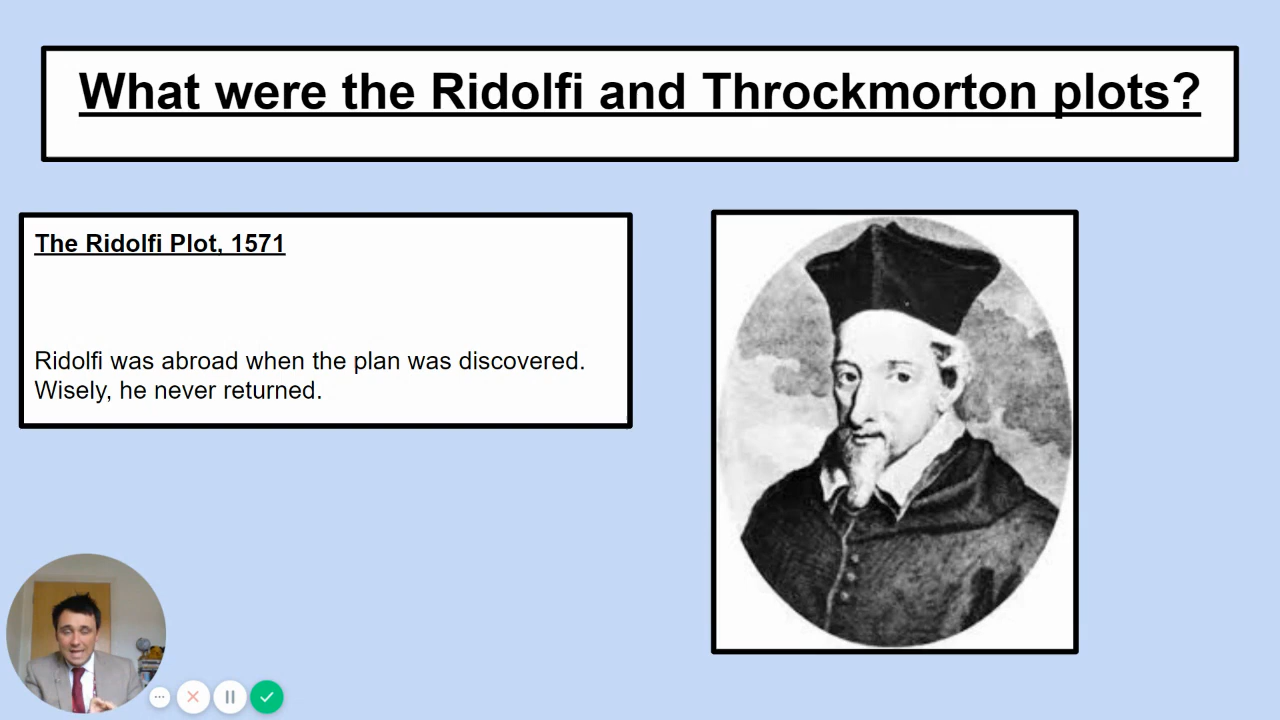 What were the Ridolfi and Throckmorton plots?
The Ridolfi Plot, 1571
Ridolfi was abroad when the plan was discovered.
Wisely, he never returned.